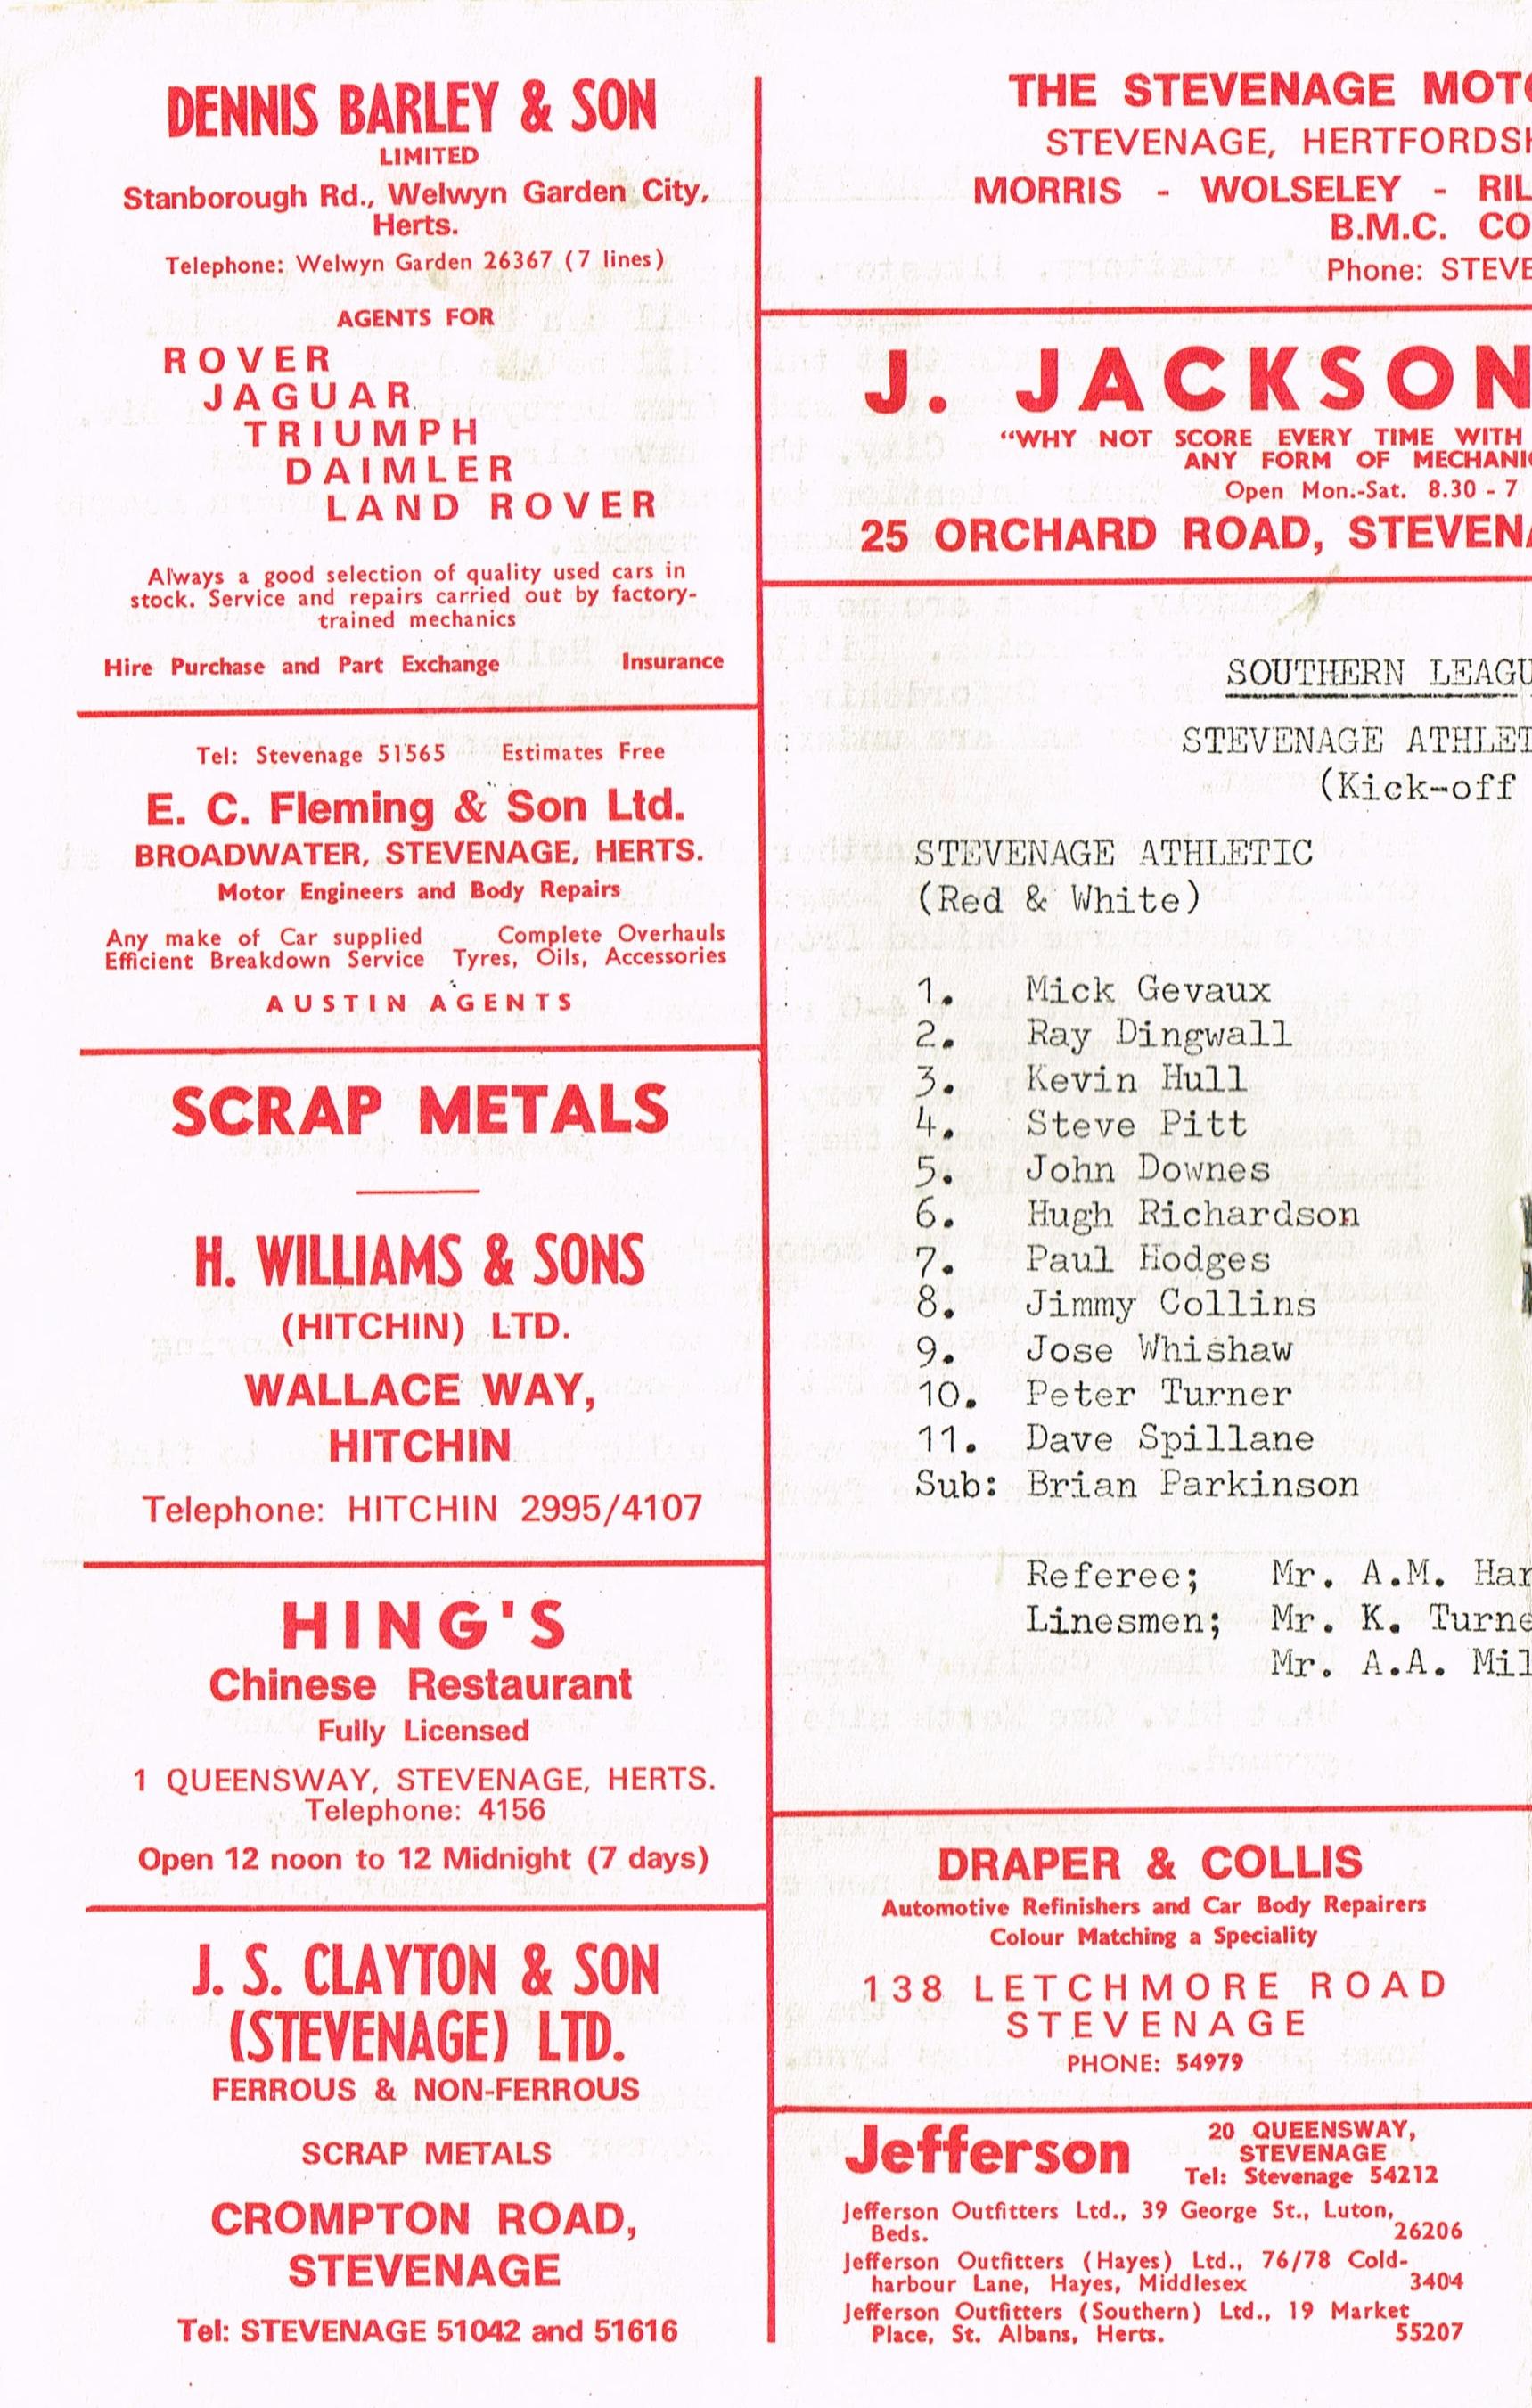 DENNIS BARLEY & SON
LIMITED
Stanborough Rd., Welwyn Garden City,
Herts.
Telephone: Welwyn Garden 26367 (7 lines)
AGENTS FOR
ROVER
JAGUAR
TRIUMPH
DAIMLER
LAND ROVER
Always a good selection of quality used cars in
stock. Service and repairs carried out by factory-
trained mechanics
Hire Purchase and Part Exchange Insurance
Tel: Stevenage 51565 Estimates Free
E. C. Fleming & Son Ltd.
BROADWATER, STEVENAGE, HERTS.
Motor Engineers and Body Repairs
Any make of Car supplied Complete Overhauls
Efficient Breakdown Service Tyres, Oils, Accessories
AUSTIN AGENTS
SCRAP METALS
H. WILLIAMS & SONS
(HITCHIN) LTD.
WALLACE WAY,
HITCHIN
Telephone: HITCHIN 2995/4107
HING'S
Chinese Restaurant
Fully Licensed
1 QUEENSWAY, STEVENAGE, HERTS.
Telephone: 4156
Open 12 noon to 12 Midnight (7 days)
J. S. CLAYTON & SON
(STEVENAGE) LTD.
FERROUS & NON-FERROUS
SCRAP METALS
CROMPTON ROAD,
STEVENAGE
Tel: STEVENAGE 51042 and 51616
THE STEVENAGE MOTO
STEVENAGE, HERTFORDSH
MORRIS - WOLSELEY - RIL
B.M.C. CO
Phone: STEVE
J. JACKSON
"WHY NOT SCORE EVERY TIME WITH
ANY FORM OF MECHANIC
Open Mon.-Sat. 8.30 - 7
25 ORCHARD ROAD, STEVENA
SOUTHERN LEAGU
STEVENAGE ATHLET
(Kick-off
STEVENAGE ATHLETIC
(Red & White)
1. Mick Gevaux
2. Ray Dingwall
3. Kevin Hull
4. Steve Pitt
5. John Downes
6. Hugh Richardson
7. Paul Hodges
8. Jimmy Collins
9. Jose Whishaw
10. Peter Turner
11. Dave Spillane
Sub: Brian Parkinson
Referee; Mr. A.M. Har
Linesmen; Mr. K. Turne
Mr. A.A. Mil
DRAPER & COLLIS
Automotive Refinishers and Car Body Repairers
Colour Matching a Speciality
138 LETCHMORE ROAD
STEVENAGE
PHONE: 54979
Jefferson
20 QUEENSWAY,
STEVENAGE
Tel: Stevenage 54212
Jefferson Outfitters Ltd., 39 George St., Luton,
Beds. 26206
Jefferson Outfitters (Hayes) Ltd., 76/78 Cold-
harbour Lane, Hayes, Middlesex 3404
Jefferson Outfitters (Southern) Ltd., 19 Market
Place, St. Albans, Herts. 55207